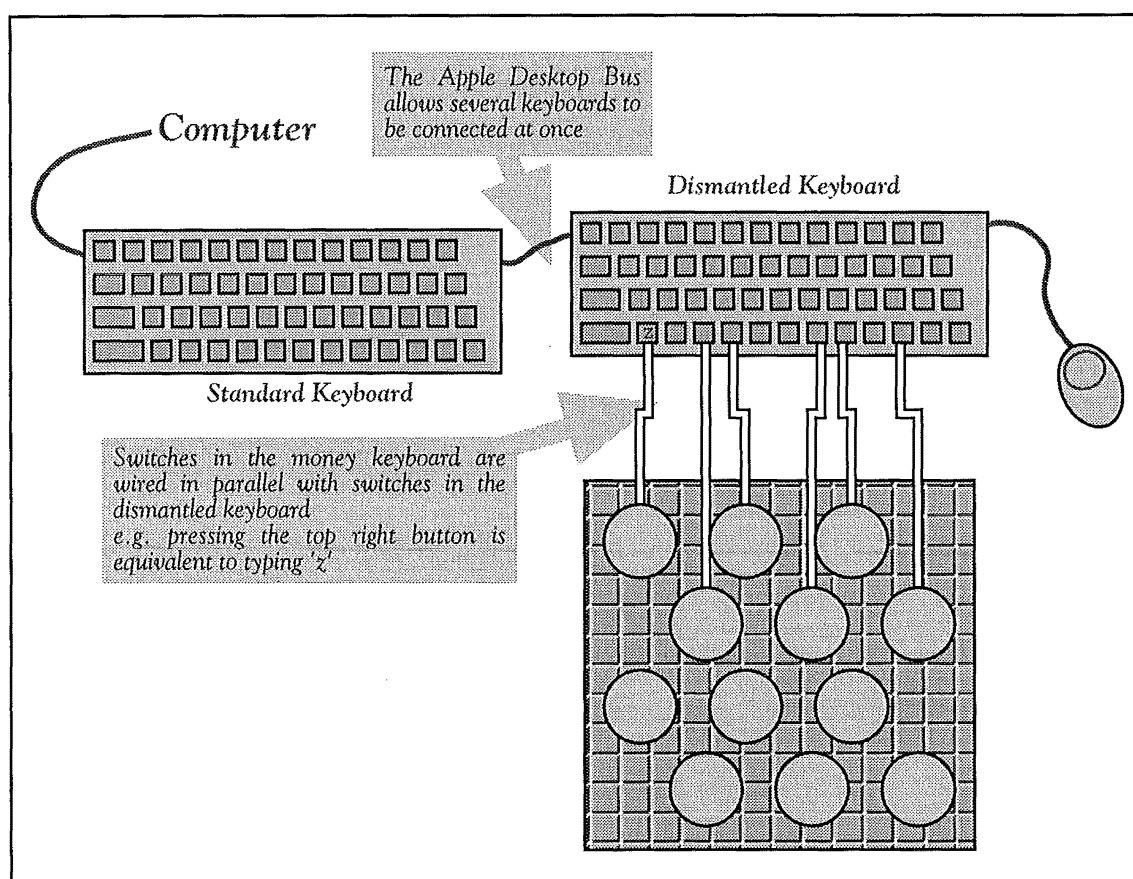 The Apple Desktop Bus
allows several keyboards to
be connected at once
Computer
Dismantled Keyboard
z
Standard Keyboard
Switches in the money keyboard are
wired in parallel with switches in the
dismantled keyboard
e.g. pressing the top right button is
equivalent to typing 'z'